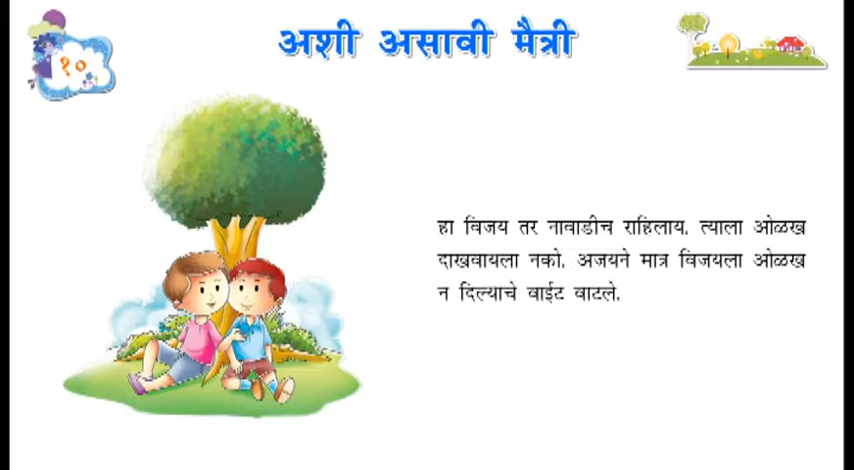 १०
अशी असावी मैत्री
हा विजय तर नावाडीच राहिलाय. त्याला ओळख
दाखवायला नको. अजयने मात्र विजयला ओळख
न दिल्याचे वाईट वाटले.